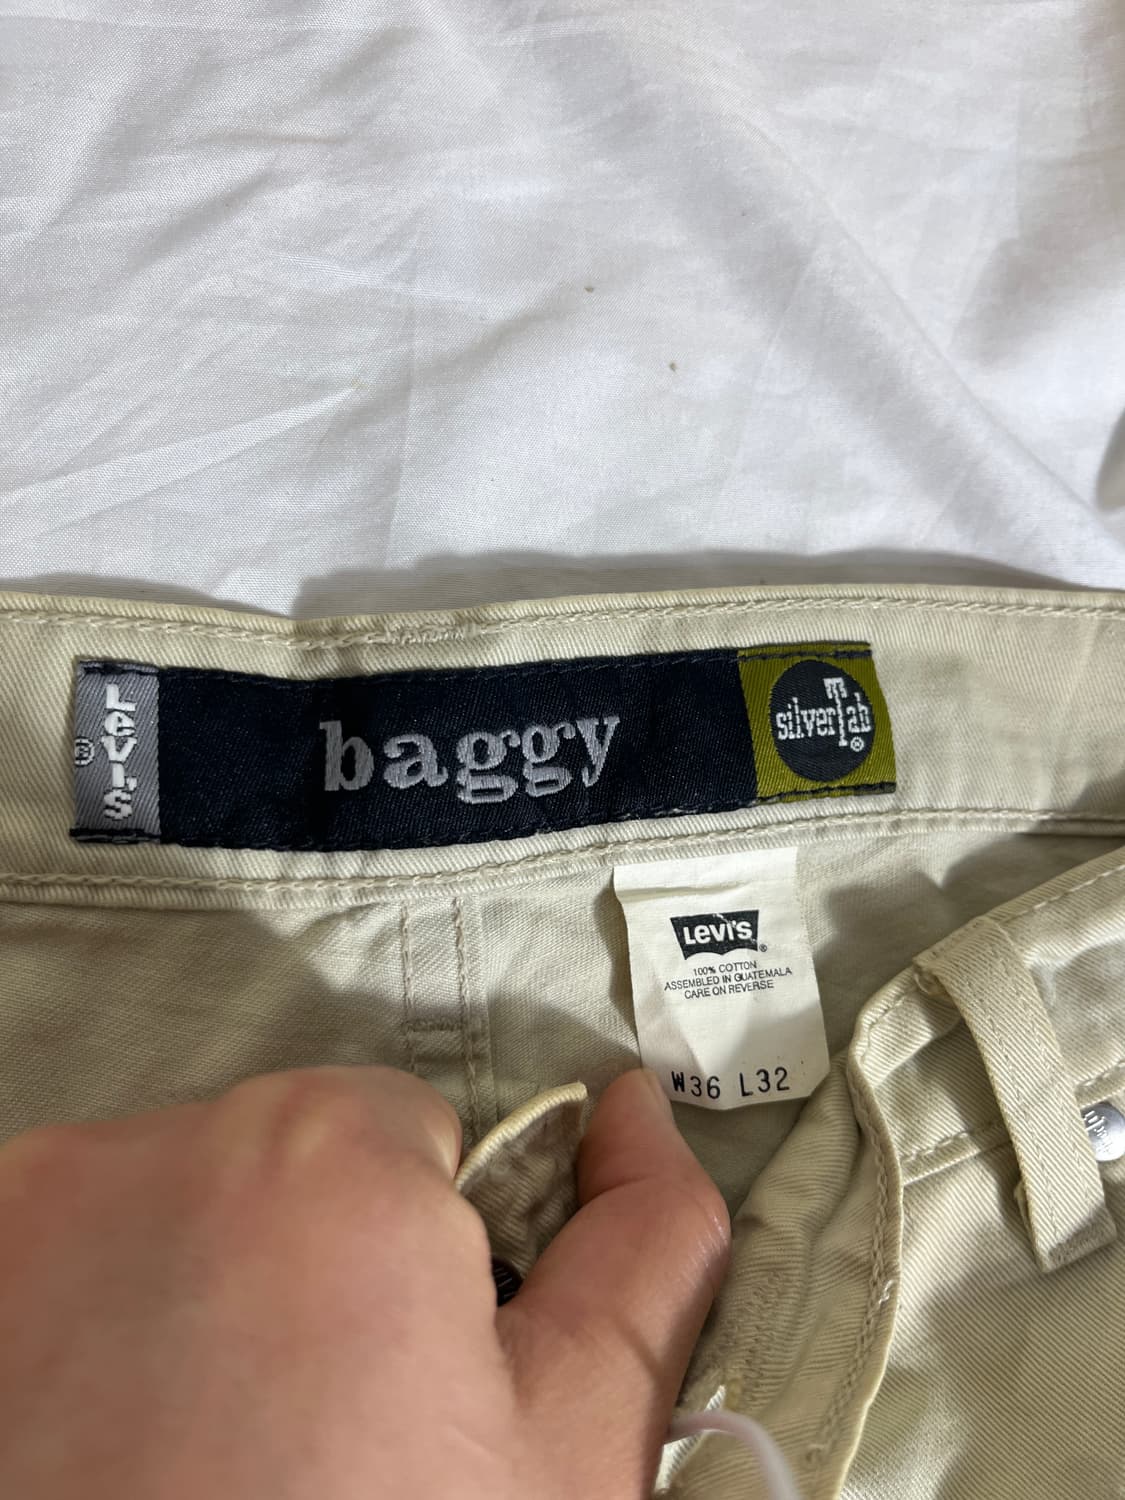 Levi's
®
baggy
silverTab
®
Levi's
®
100% COTTON
ASSEMBLED IN GUATEMALA
CARE ON REVERSE
W36 L32